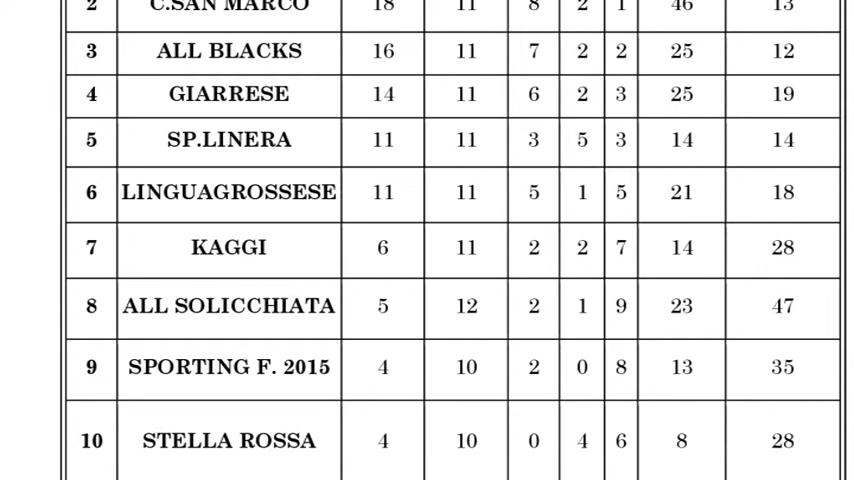 2 C.SAN MARCO 18 11 8 2 1 46 13
3 ALL BLACKS 16 11 7 2 2 25 12
4 GIARRESE 14 11 6 2 3 25 19
5 SP.LINERA 11 11 3 5 3 14 14
6 LINGUAGROSSESE 11 11 5 1 5 21 18
7 KAGGI 6 11 2 2 7 14 28
8 ALL SOLICCHIATA 5 12 2 1 9 23 47
9 SPORTING F. 2015 4 10 2 0 8 13 35
10 STELLA ROSSA 4 10 0 4 6 8 28